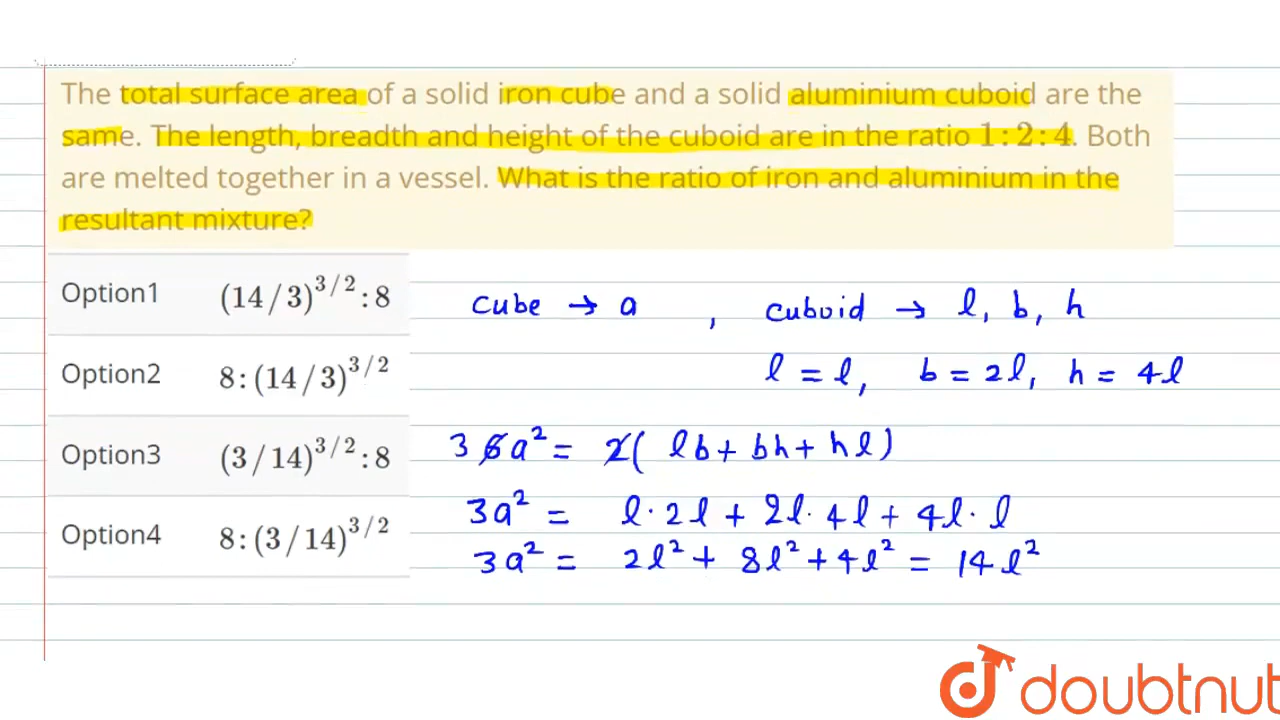 The total surface area of a solid iron cube and a solid aluminium cuboid are the
same. The length, breadth and height of the cuboid are in the ratio 1 : 2 : 4. Both
are melted together in a vessel. What is the ratio of iron and aluminium in the
resultant mixture?
Option1 (14/3)^{3/2} : 8
Option2 8 : (14/3)^{3/2}
Option3 (3/14)^{3/2} : 8
Option4 8 : (3/14)^{3/2}
cube → a , cuboid → l, b, h
l = l, b = 2l, h = 4l
3 6a² = 2( lb + bh + hl )
3a² = l · 2l + 2l · 4l + 4l · l
3a² = 2l² + 8l² + 4l² = 14l²
doubtnut